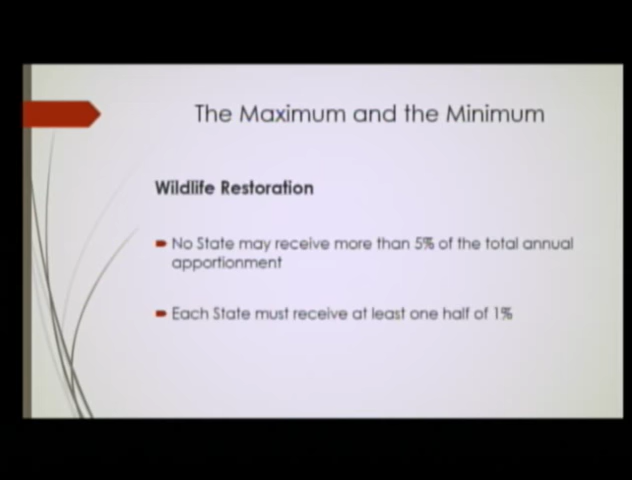 The Maximum and the Minimum
Wildlife Restoration
No State may receive more than 5% of the total annual
apportionment
Each State must receive at least one half of 1%